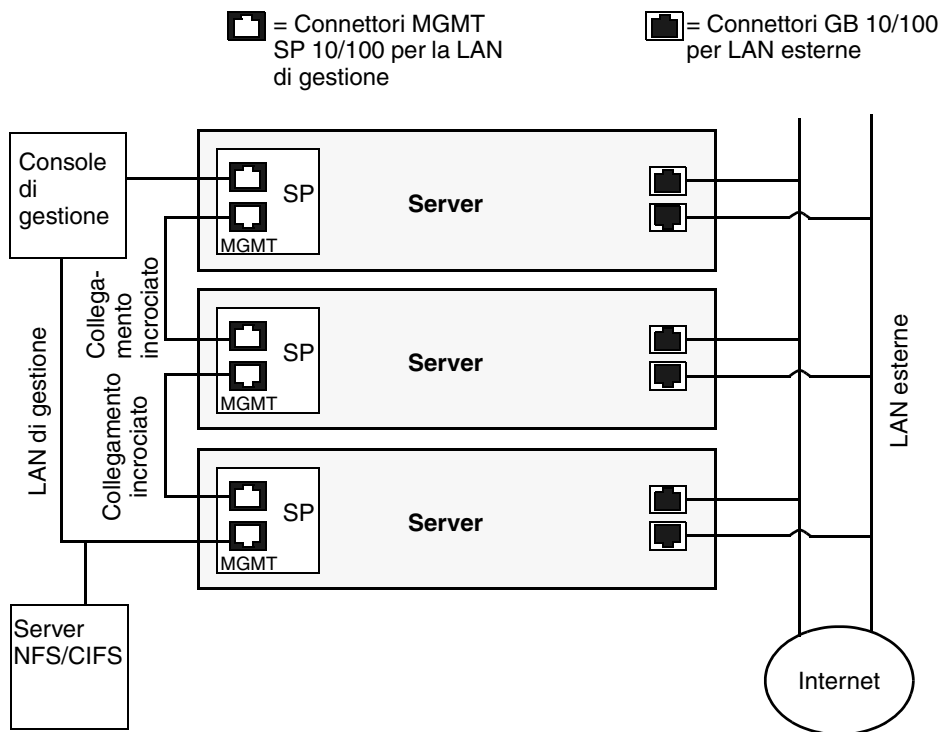 = Connettori MGMT
SP 10/100 per la LAN
di gestione
= Connettori GB 10/100
per LAN esterne
Console
di
gestione
SP
MGMT
Server
Collega-
mento
incrociato
SP
MGMT
Server
LAN di gestione
Collegamento
incrociato
LAN esterne
SP
MGMT
Server
Server
NFS/CIFS
Internet